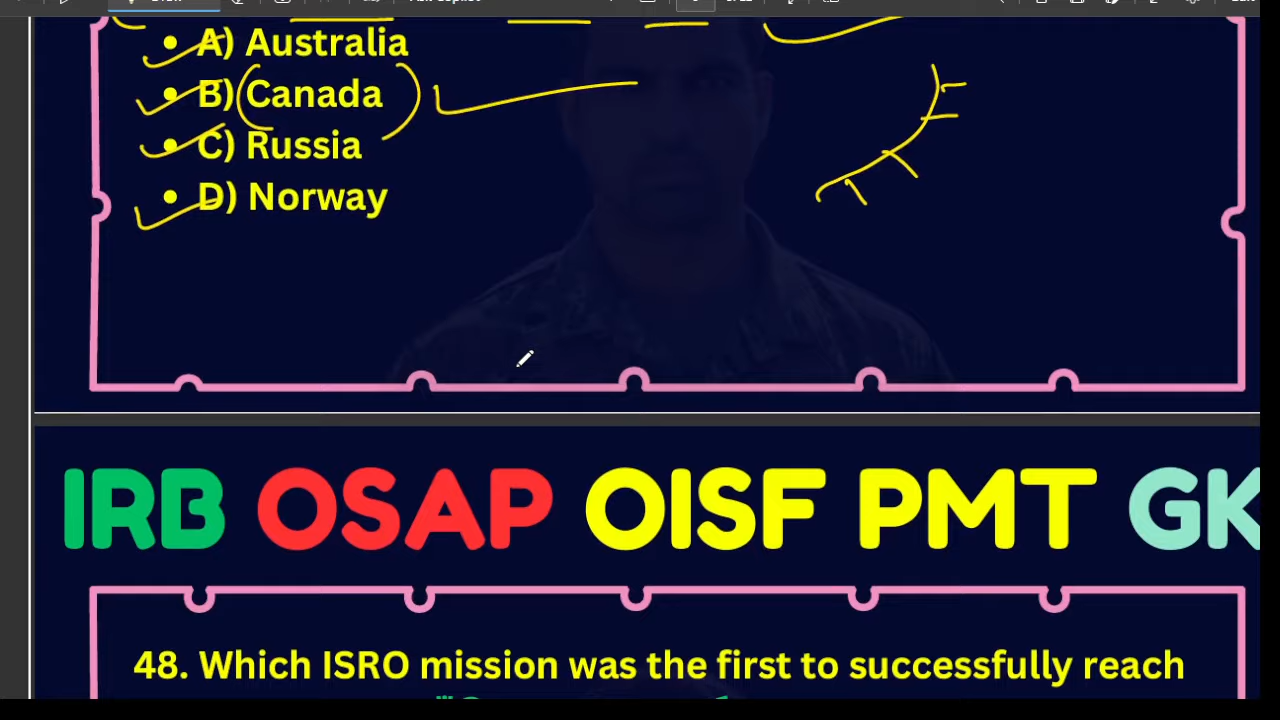 A) Australia
B) Canada
C) Russia
D) Norway
IRB OSAP OISF PMT GK
48. Which ISRO mission was the first to successfully reach